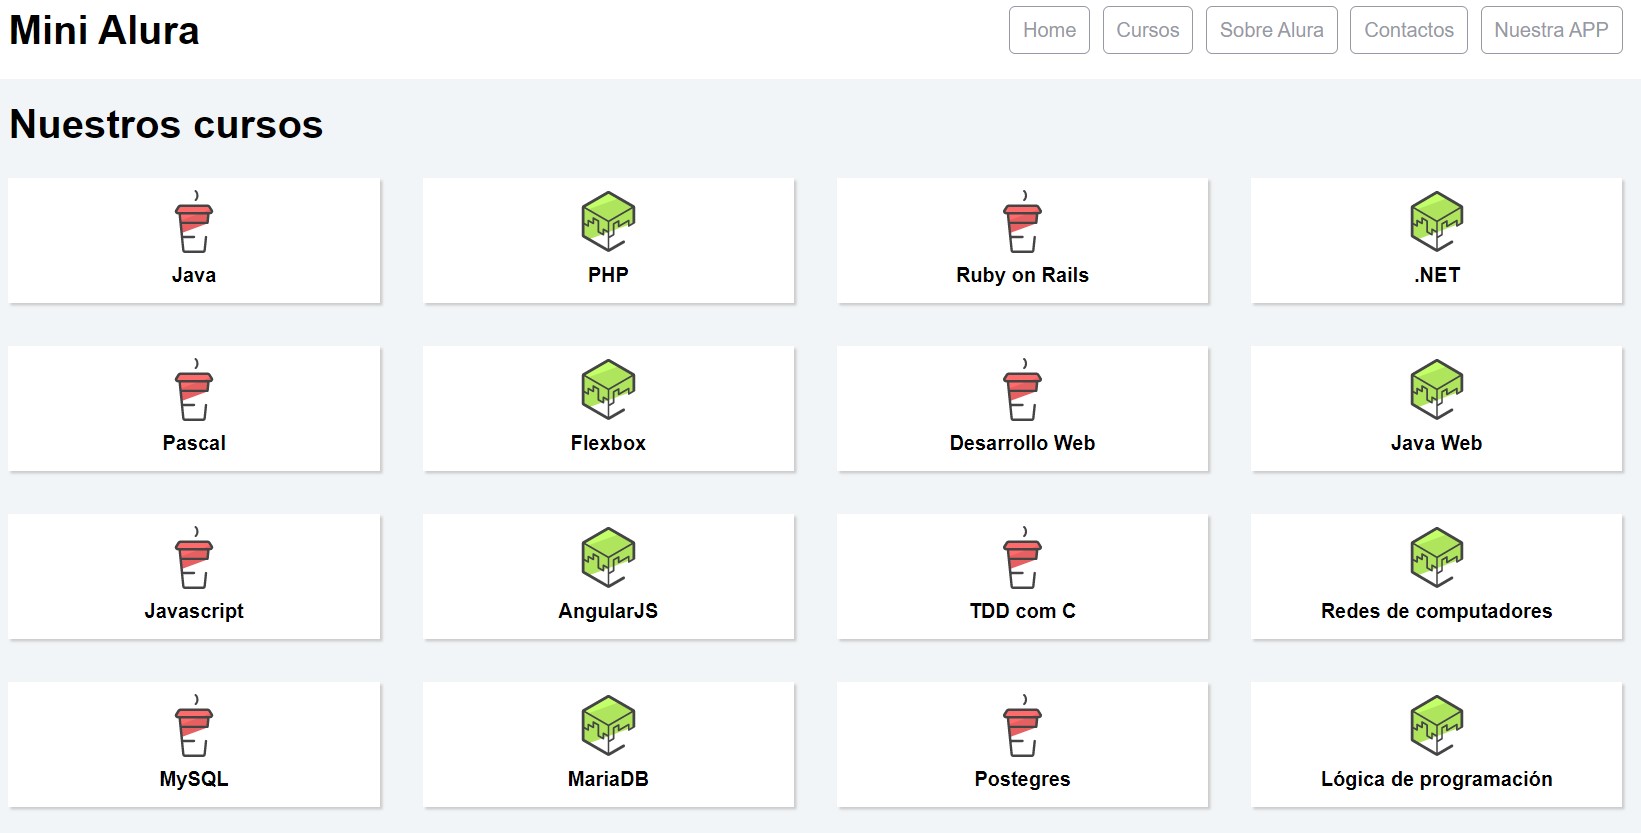 Mini Alura
Home
Cursos
Sobre Alura
Contactos
Nuestra APP
Nuestros cursos
Java
PHP
Ruby on Rails
.NET
Pascal
Flexbox
Desarrollo Web
Java Web
Javascript
AngularJS
TDD com C
Redes de computadores
MySQL
MariaDB
Postegres
Lógica de programación